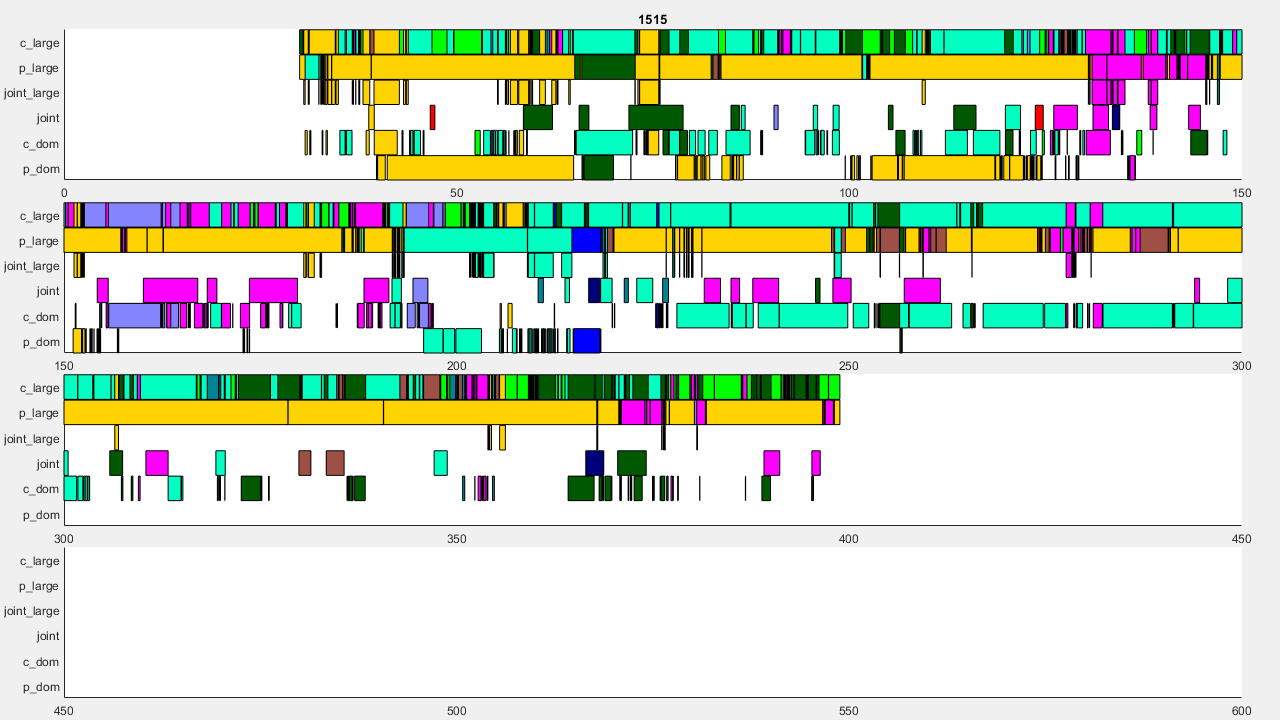 1515
c_large
p_large
joint_large
joint
c_dom
p_dom
0 50 100 150
c_large
p_large
joint_large
joint
c_dom
p_dom
150 200 250 300
c_large
p_large
joint_large
joint
c_dom
p_dom
300 350 400 450
c_large
p_large
joint_large
joint
c_dom
p_dom
450 500 550 600